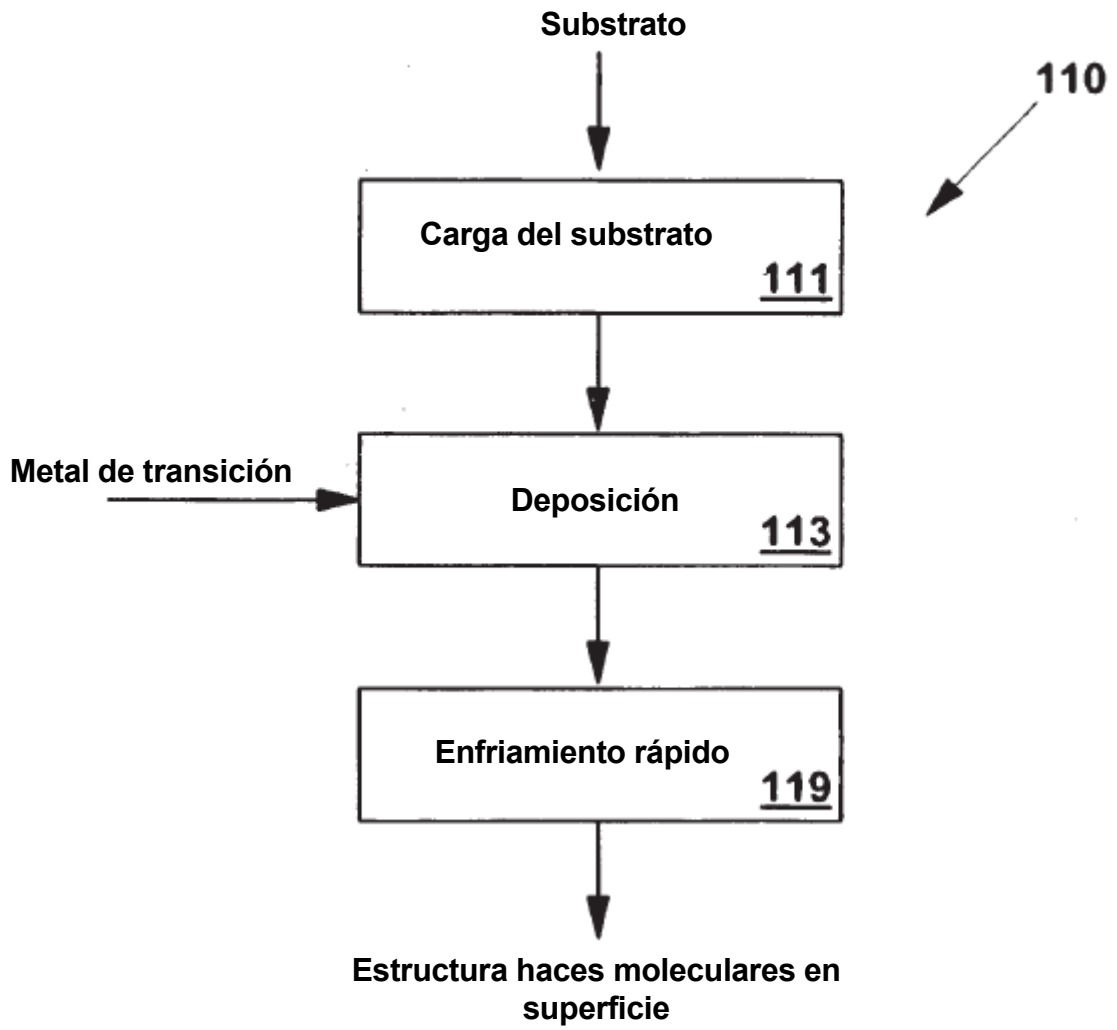 Substrato
110
Carga del substrato
111
Metal de transición
Deposición
113
Enfriamiento rápido
119
Estructura haces moleculares en
superficie